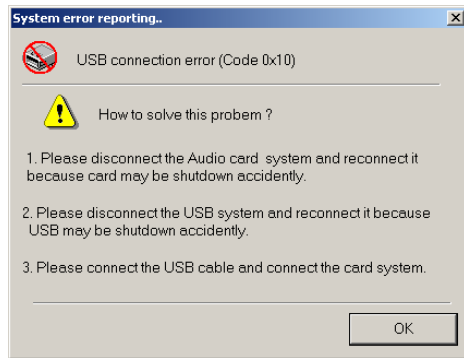 System error reporting..
USB connection error (Code 0x10)
How to solve this probem ?
1. Please disconnect the Audio card system and reconnect it
because card may be shutdown accidently.
2. Please disconnect the USB system and reconnect it because
USB may be shutdown accidently.
3. Please connect the USB cable and connect the card system.
OK